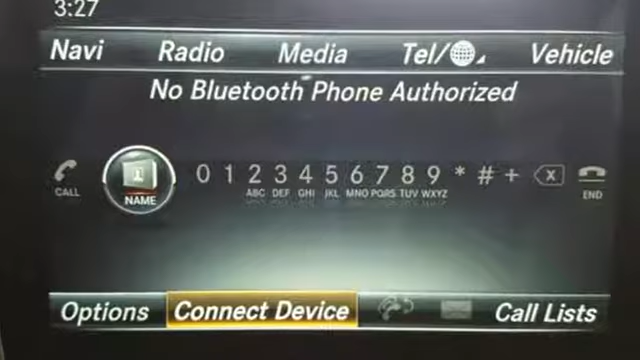 3:27
Navi Radio Media Tel/ Vehicle
No Bluetooth Phone Authorized
CALL NAME 0 1 2 3 4 5 6 7 8 9 * # + X END
ABC DEF GHI JKL MNO PQRS TUV WXYZ
Options Connect Device Call Lists